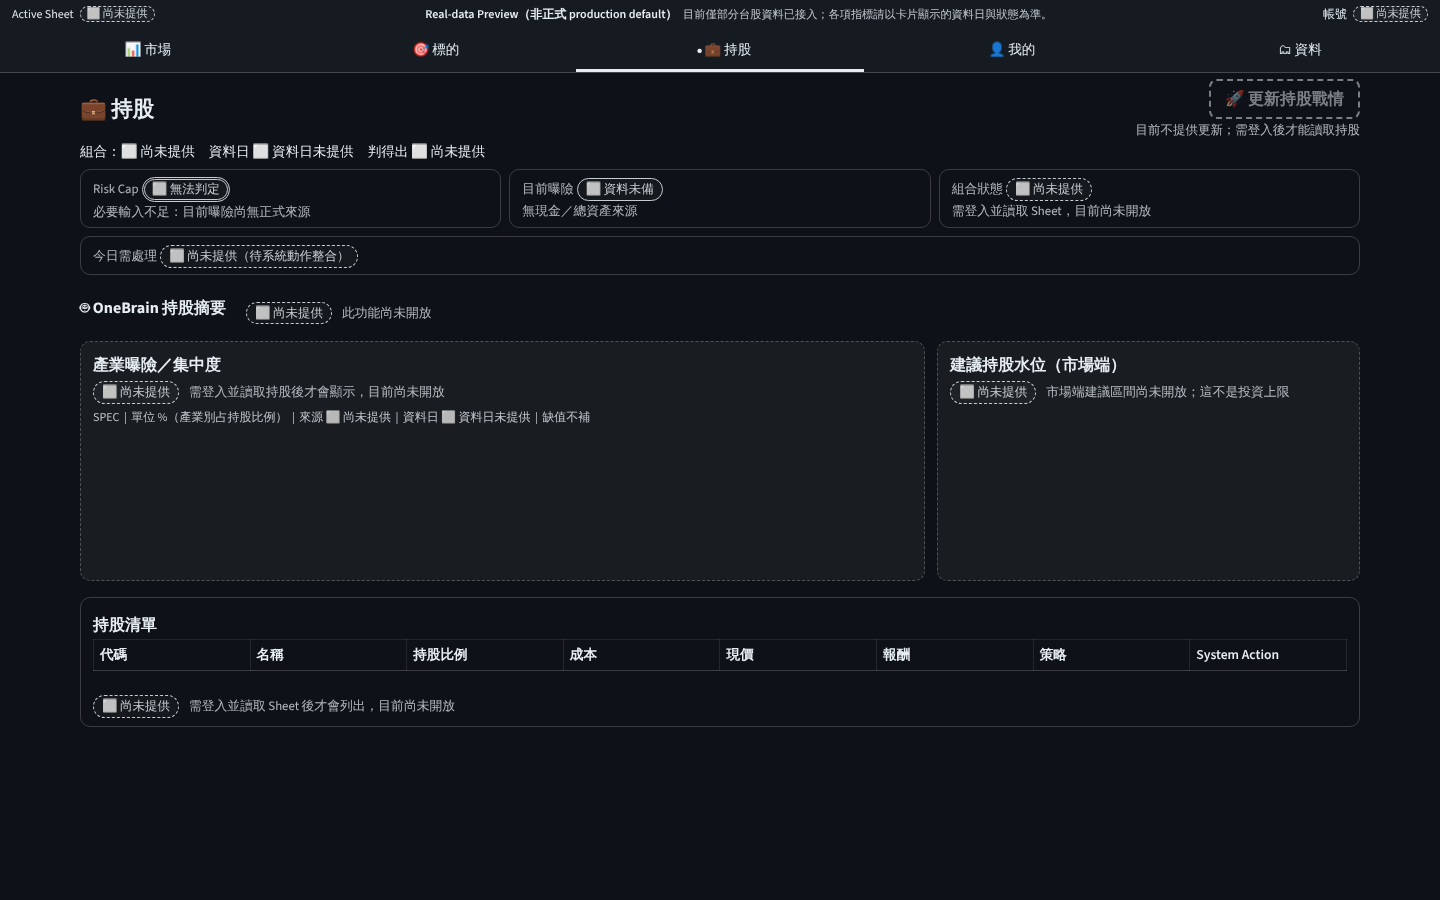 Active Sheet ⬜ 尚未提供
Real-data Preview（非正式 production default） 目前僅部分台股資料已接入；各項指標請以卡片顯示的資料日與狀態為準。
帳號 ⬜ 尚未提供
📊 市場
🎯 標的
• 💼 持股
👤 我的
🗂 資料
💼 持股
🚀 更新持股戰情
目前不提供更新；需登入後才能讀取持股
組合：⬜ 尚未提供 資料日 ⬜ 資料日未提供 判得出 ⬜ 尚未提供
Risk Cap ⬜ 無法判定
必要輸入不足：目前曝險尚無正式來源
目前曝險 ⬜ 資料未備
無現金／總資產來源
組合狀態 ⬜ 尚未提供
需登入並讀取 Sheet，目前尚未開放
今日需處理 ⬜ 尚未提供（待系統動作整合）
OneBrain 持股摘要 ⬜ 尚未提供 此功能尚未開放
產業曝險／集中度
⬜ 尚未提供 需登入並讀取持股後才會顯示，目前尚未開放
SPEC｜單位 %（產業別占持股比例）｜來源 ⬜ 尚未提供｜資料日 ⬜ 資料日未提供｜缺值不補
建議持股水位（市場端）
⬜ 尚未提供 市場端建議區間尚未開放；這不是投資上限
持股清單
代碼 名稱 持股比例 成本 現價 報酬 策略 System Action
⬜ 尚未提供 需登入並讀取 Sheet 後才會列出，目前尚未開放